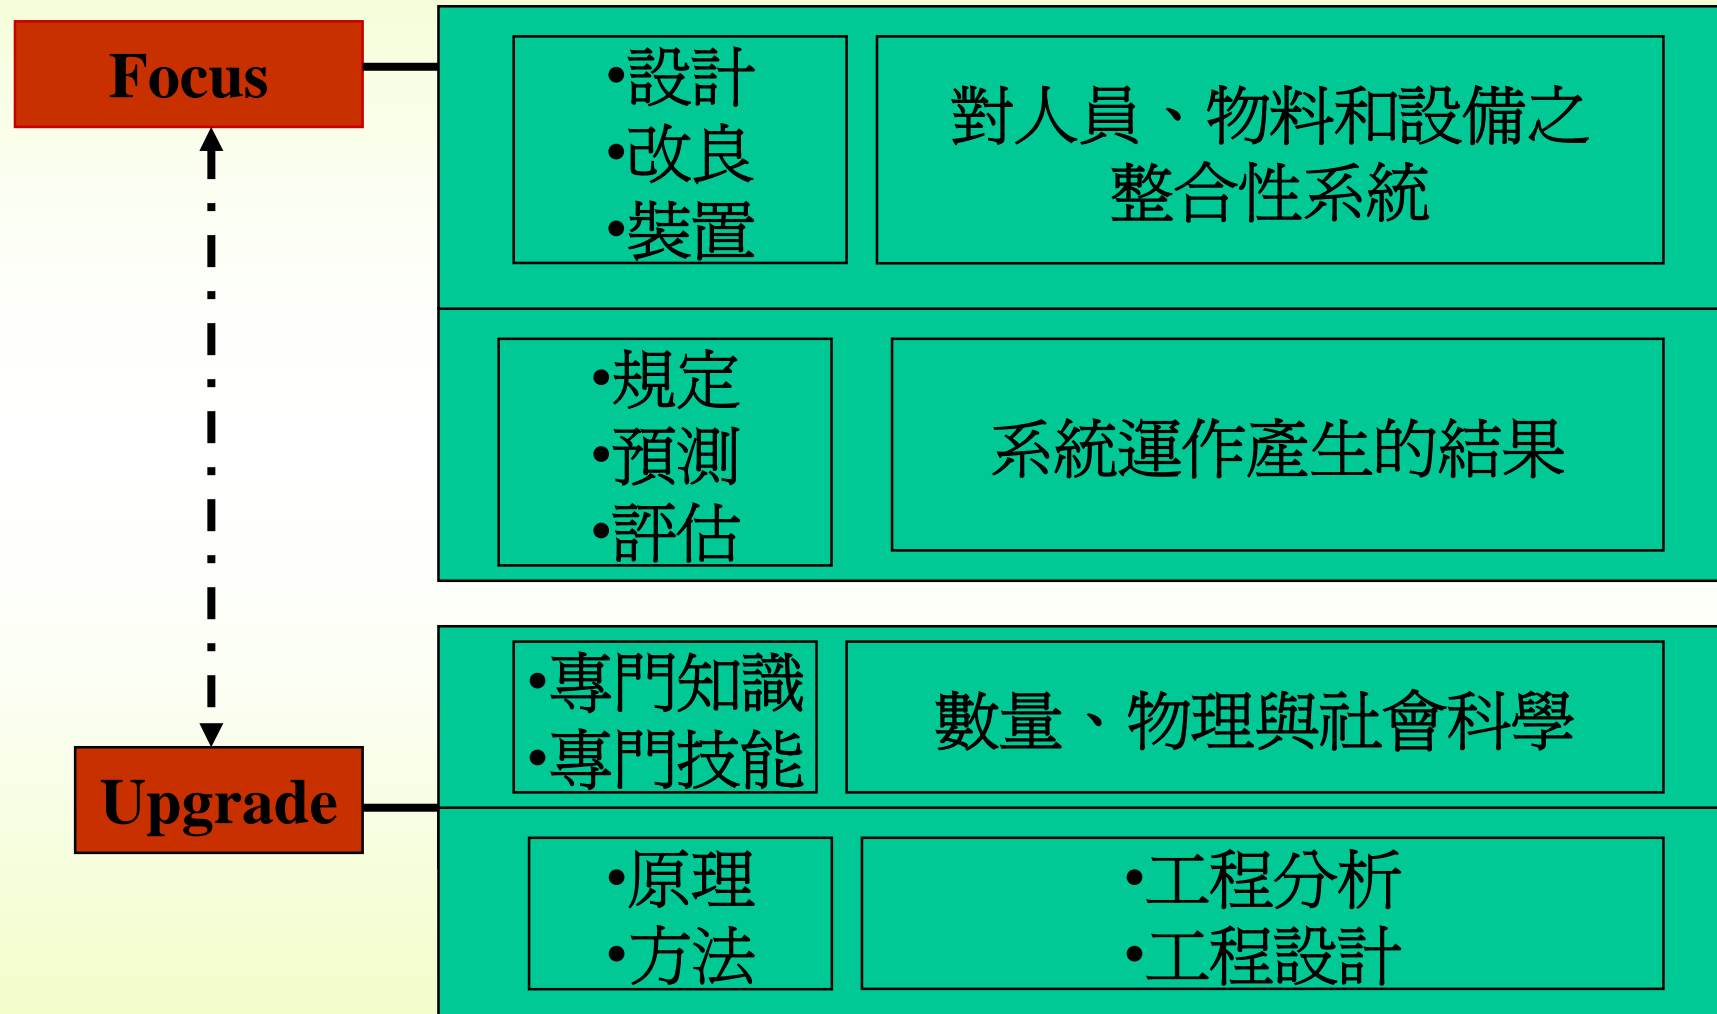 Focus
•設計
•改良
•裝置
對人員、物料和設備之
整合性系統
•規定
•預測
•評估
系統運作產生的結果
Upgrade
•專門知識
•專門技能
數量、物理與社會科學
•原理
•方法
•工程分析
•工程設計